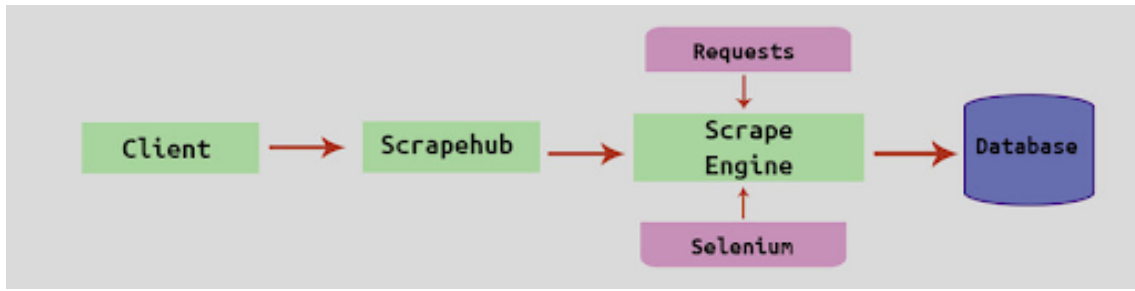 Requests
Client
Scrapehub
Scrape
Engine
Database
Selenium